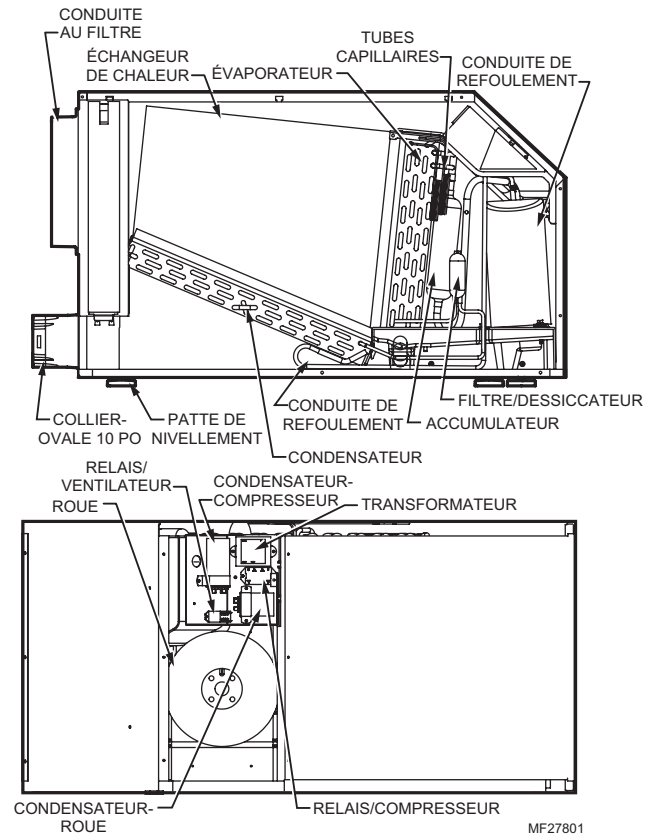 CONDUITE
AU FILTRE
ÉCHANGEUR
DE CHALEUR
ÉVAPORATEUR
TUBES
CAPILLAIRES
CONDUITE DE
REFOULEMENT
COLLIER-
OVALE 10 PO
PATTE DE
NIVELLEMENT
CONDUITE DE
REFOULEMENT
FILTRE/DESSICCATEUR
ACCUMULATEUR
CONDENSATEUR
RELAIS/
VENTILATEUR
CONDENSATEUR-
COMPRESSEUR
ROUE
TRANSFORMATEUR
CONDENSATEUR-
ROUE
RELAIS/COMPRESSEUR
MF27801